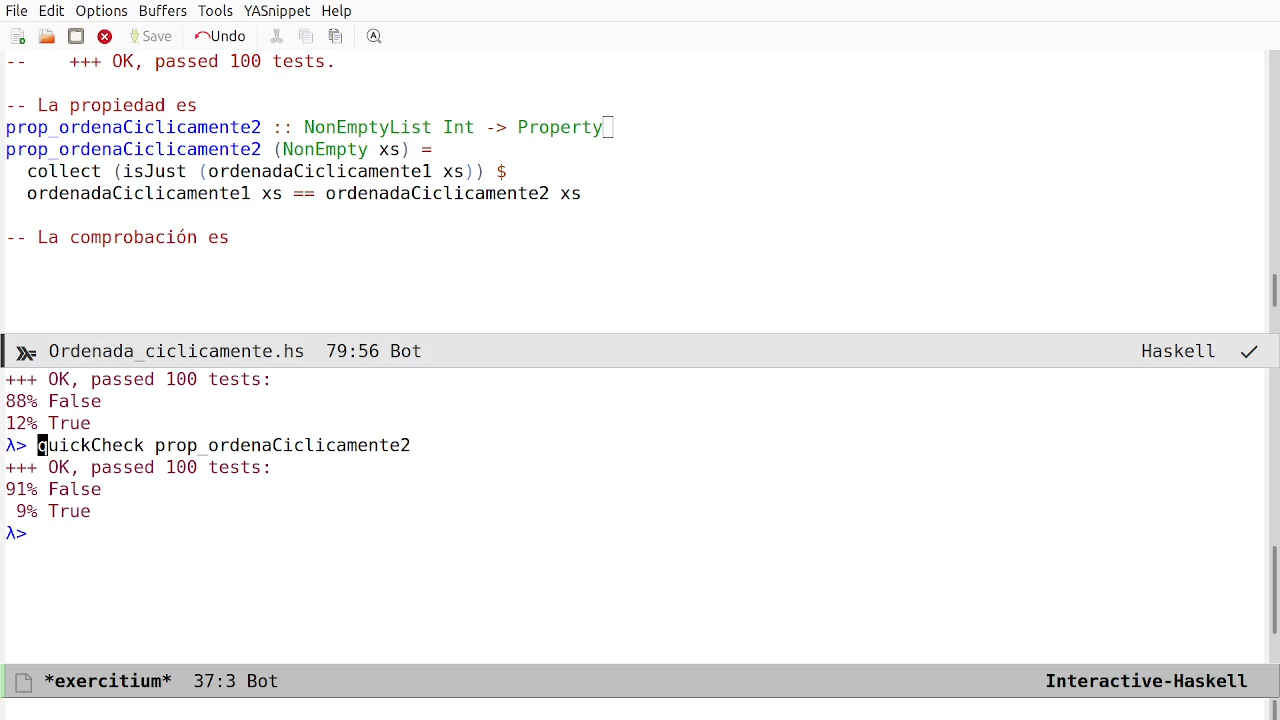 File Edit Options Buffers Tools YASnippet Help
Save Undo
--    +++ OK, passed 100 tests.
-- La propiedad es
prop_ordenaCiclicamente2 :: NonEmptyList Int -> Property
prop_ordenaCiclicamente2 (NonEmpty xs) =
  collect (isJust (ordenadaCiclicamente1 xs)) $
  ordenadaCiclicamente1 xs == ordenadaCiclicamente2 xs
-- La comprobación es
Ordenada_ciclicamente.hs  79:56 Bot Haskell
+++ OK, passed 100 tests:
88% False
12% True
λ> quickCheck prop_ordenaCiclicamente2
+++ OK, passed 100 tests:
91% False
 9% True
λ>
*exercitium*  37:3 Bot Interactive-Haskell